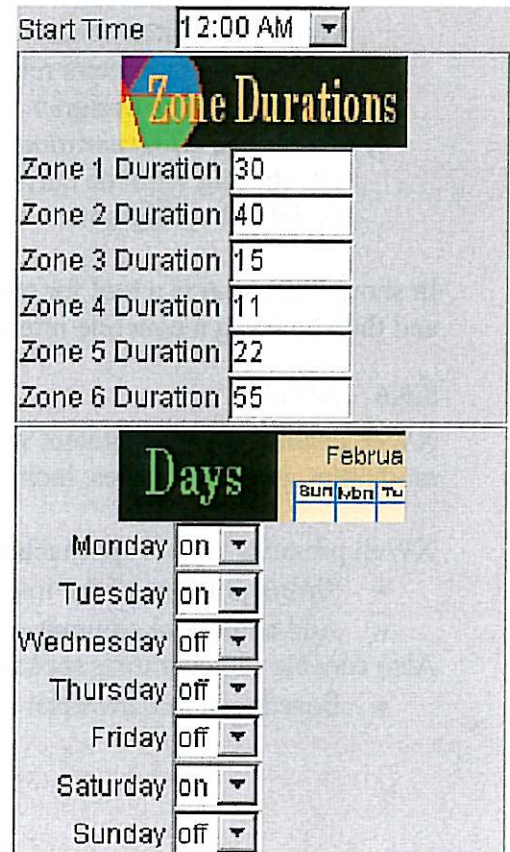 Start Time 12:00 AM
Zone Durations
Zone 1 Duration 30
Zone 2 Duration 40
Zone 3 Duration 15
Zone 4 Duration 11
Zone 5 Duration 22
Zone 6 Duration 55
Days
Februa
Sun Mon Tu
Monday on
Tuesday on
Wednesday off
Thursday off
Friday off
Saturday on
Sunday off